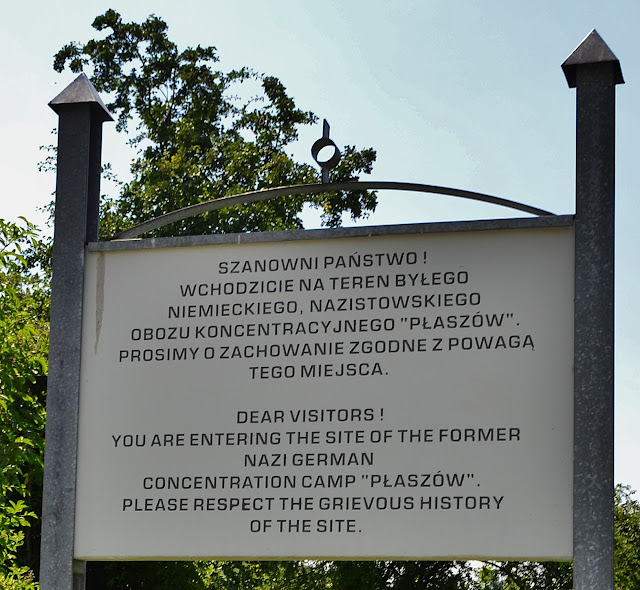 SZANOWNI PAŃSTWO !
WCHODZICIE NA TEREN BYŁEGO
NIEMIECKIEGO, NAZISTOWSKIEGO
OBOZU KONCENTRACYJNEGO "PŁASZÓW".
PROSIMY O ZACHOWANIE ZGODNE Z POWAGĄ
TEGO MIEJSCA.
DEAR VISITORS !
YOU ARE ENTERING THE SITE OF THE FORMER
NAZI GERMAN
CONCENTRATION CAMP "PŁASZÓW".
PLEASE RESPECT THE GRIEVOUS HISTORY
OF THE SITE.